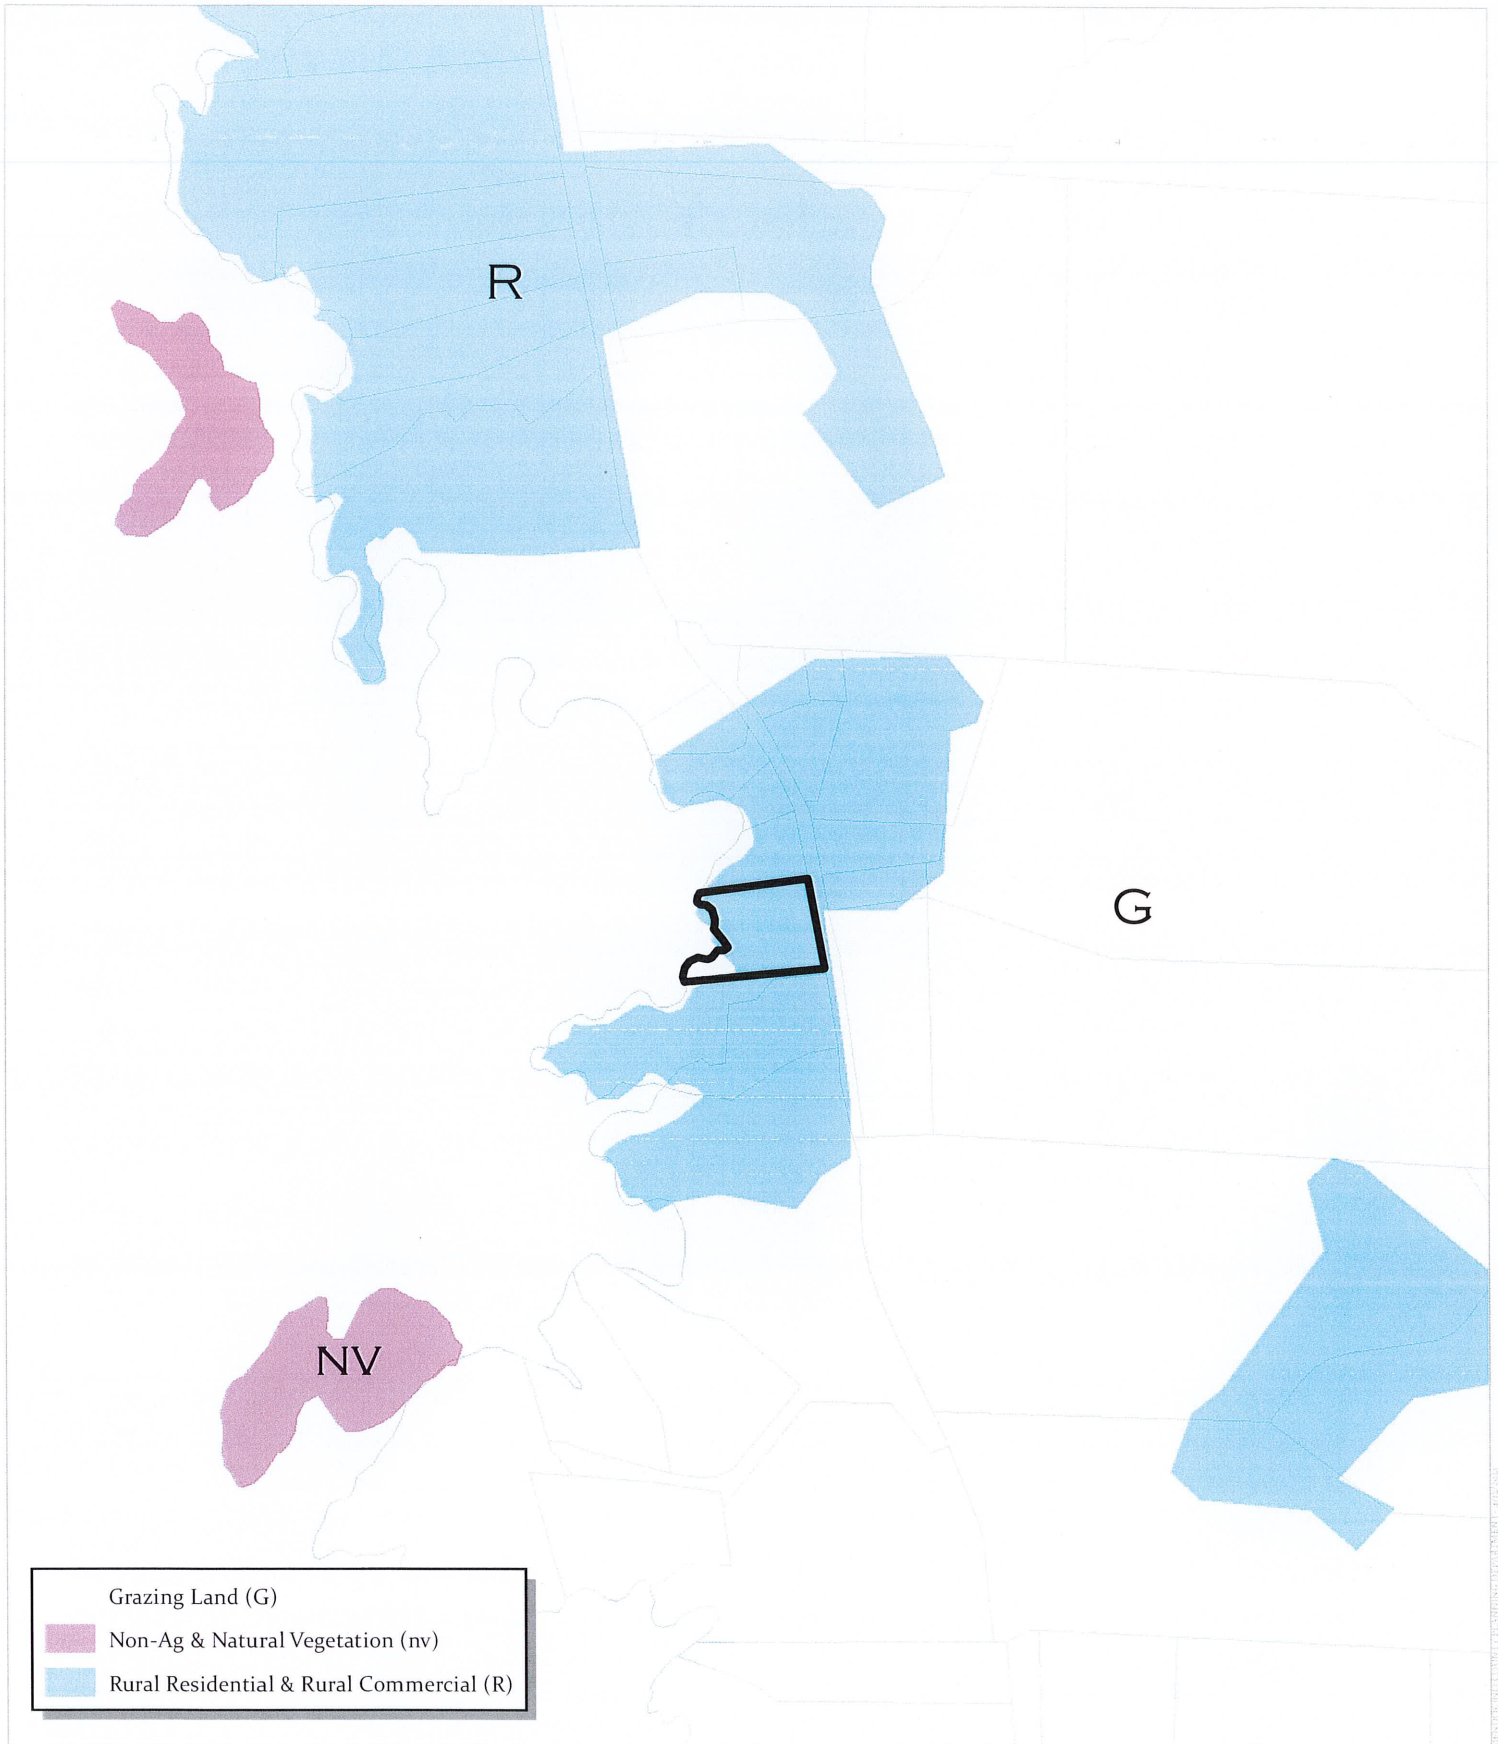 R
G
NV
Grazing Land (G)
Non-Ag & Natural Vegetation (nv)
Rural Residential & Rural Commercial (R)